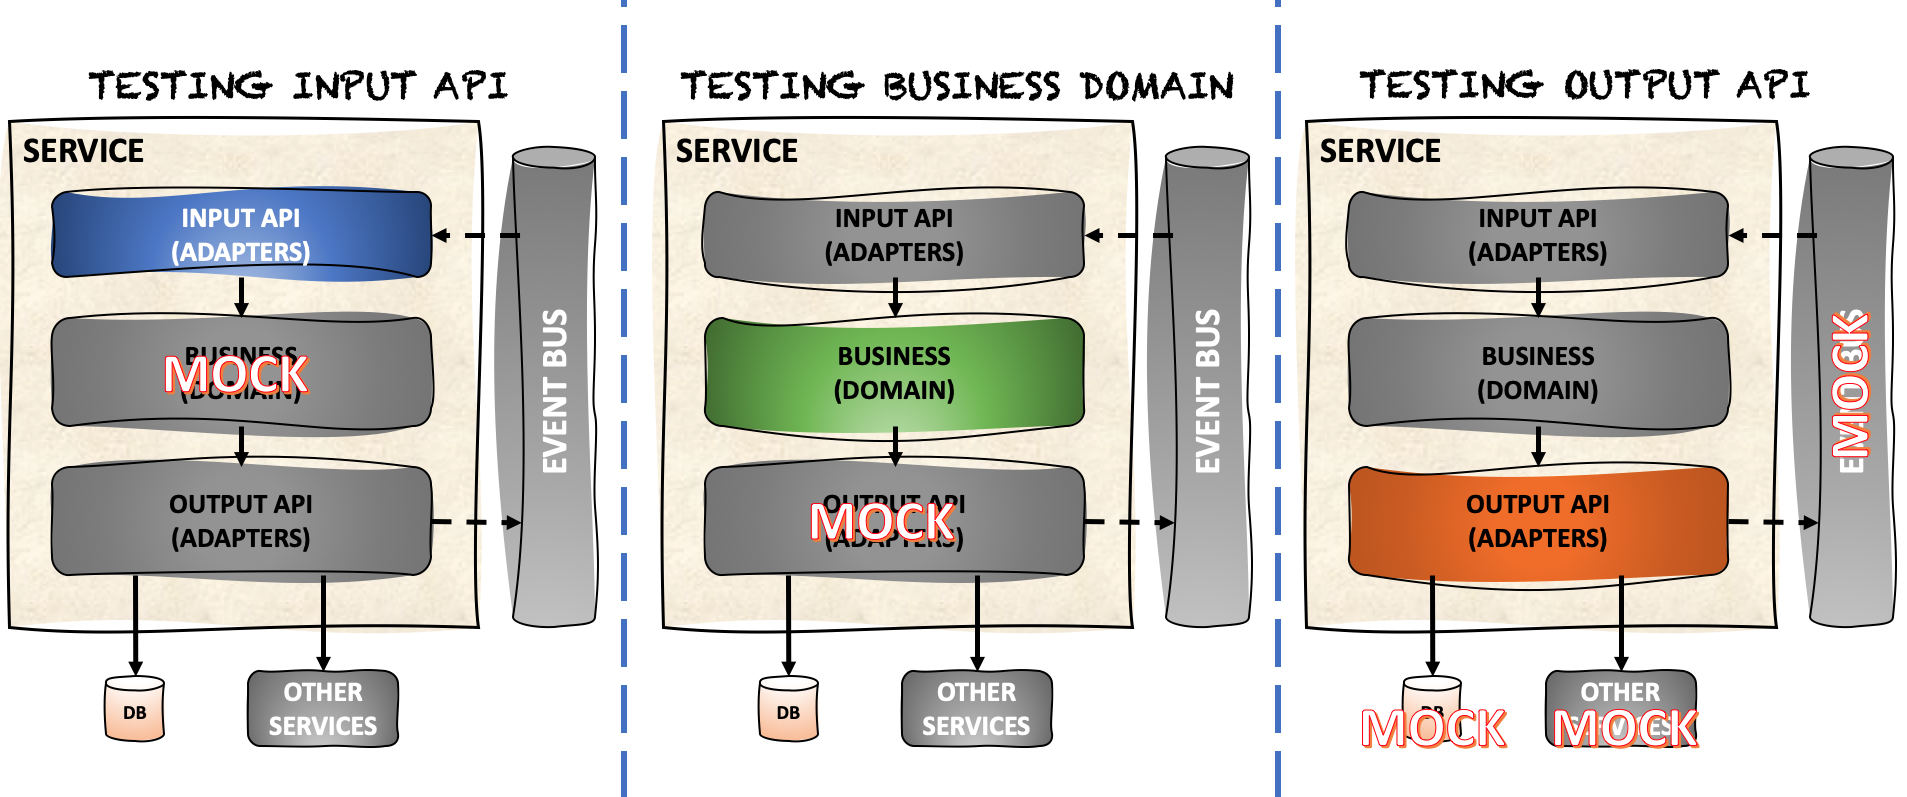 TESTING INPUT API
SERVICE
INPUT API
(ADAPTERS)
BUSINESS
(DOMAIN)
MOCK
OUTPUT API
(ADAPTERS)
EVENT BUS
DB
OTHER
SERVICES
TESTING BUSINESS DOMAIN
SERVICE
INPUT API
(ADAPTERS)
BUSINESS
(DOMAIN)
OUTPUT API
(ADAPTERS)
MOCK
EVENT BUS
DB
OTHER
SERVICES
TESTING OUTPUT API
SERVICE
INPUT API
(ADAPTERS)
BUSINESS
(DOMAIN)
OUTPUT API
(ADAPTERS)
EVENT BUS
MOCK
DB
MOCK
OTHER
SERVICES
MOCK